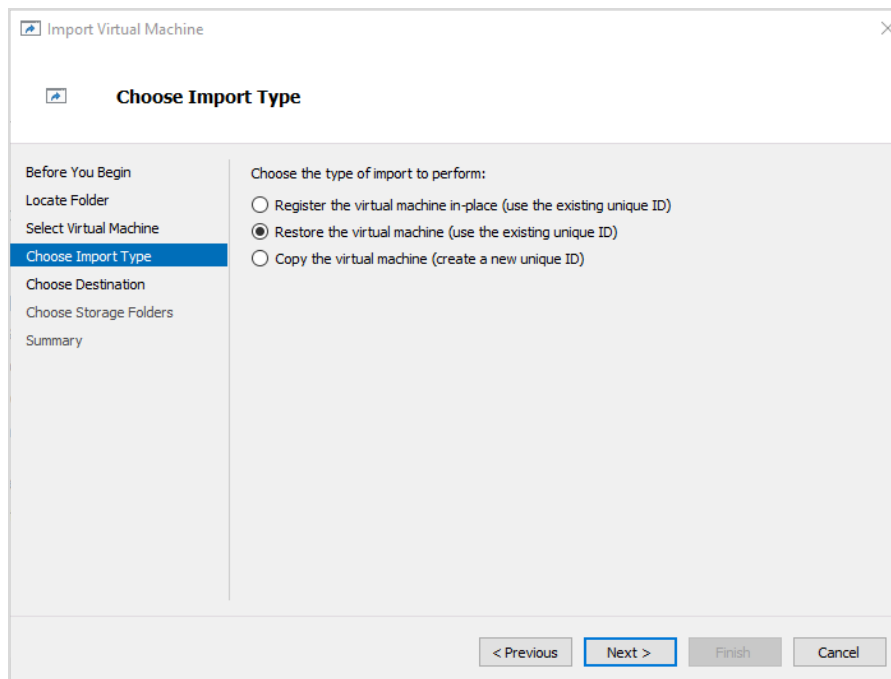 Import Virtual Machine
Choose Import Type
Before You Begin
Locate Folder
Select Virtual Machine
Choose Import Type
Choose Destination
Choose Storage Folders
Summary
Choose the type of import to perform:
Register the virtual machine in-place (use the existing unique ID)
Restore the virtual machine (use the existing unique ID)
Copy the virtual machine (create a new unique ID)
< Previous
Next >
Finish
Cancel